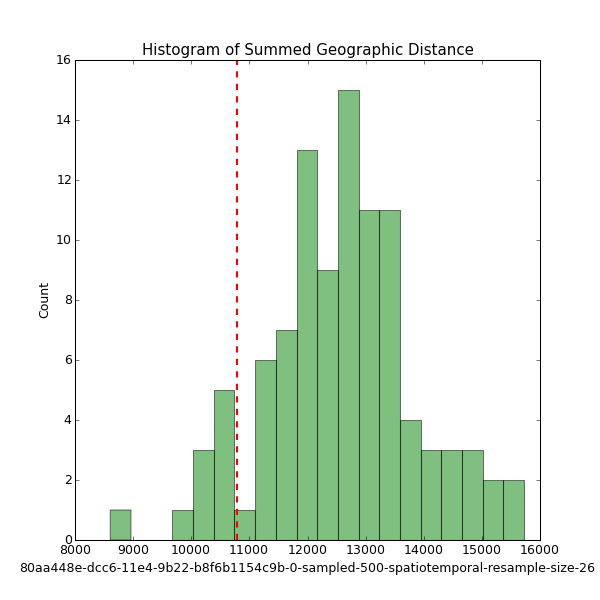 Histogram of Summed Geographic Distance
16
14
12
10
8
6
4
2
0
Count
8000 9000 10000 11000 12000 13000 14000 15000 16000
80aa448e-dcc6-11e4-9b22-b8f6b1154c9b-0-sampled-500-spatiotemporal-resample-size-26